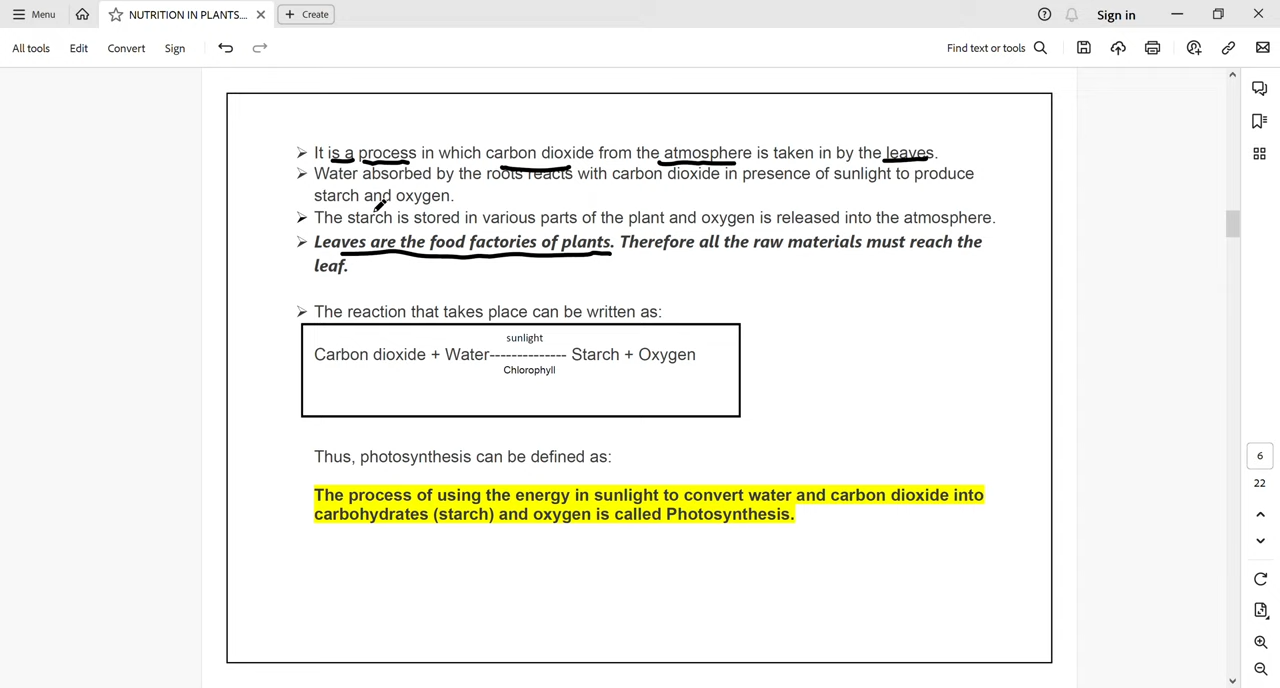 Menu NUTRITION IN PLANTS.... Create Sign in
All tools Edit Convert Sign Find text or tools
➢ It is a process in which carbon dioxide from the atmosphere is taken in by the leaves.
➢ Water absorbed by the roots reacts with carbon dioxide in presence of sunlight to produce
starch and oxygen.
➢ The starch is stored in various parts of the plant and oxygen is released into the atmosphere.
➢ Leaves are the food factories of plants. Therefore all the raw materials must reach the
leaf.
➢ The reaction that takes place can be written as:
sunlight
Carbon dioxide + Water-------------- Starch + Oxygen
Chlorophyll
6
22
Thus, photosynthesis can be defined as:
The process of using the energy in sunlight to convert water and carbon dioxide into
carbohydrates (starch) and oxygen is called Photosynthesis.